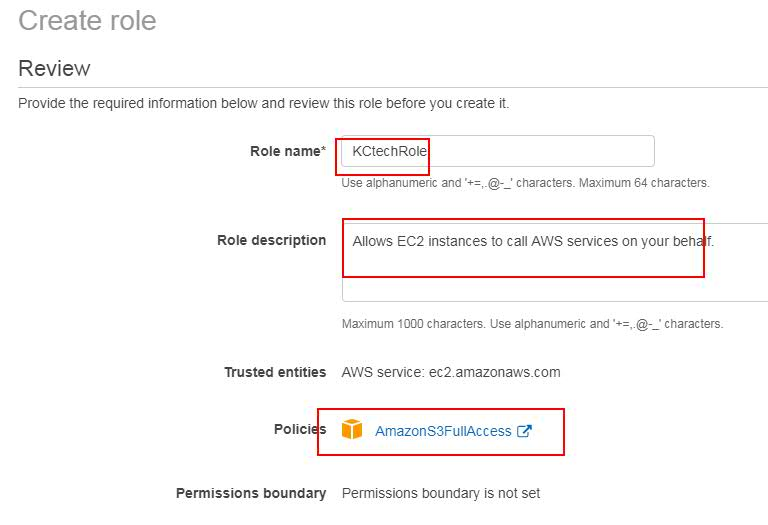 Create role
Review
Provide the required information below and review this role before you create it.
Role name* KCtechRole
Use alphanumeric and '+=,.@-_' characters. Maximum 64 characters.
Role description Allows EC2 instances to call AWS services on your behalf.
Maximum 1000 characters. Use alphanumeric and '+=,.@-_' characters.
Trusted entities AWS service: ec2.amazonaws.com
Policies AmazonS3FullAccess
Permissions boundary Permissions boundary is not set